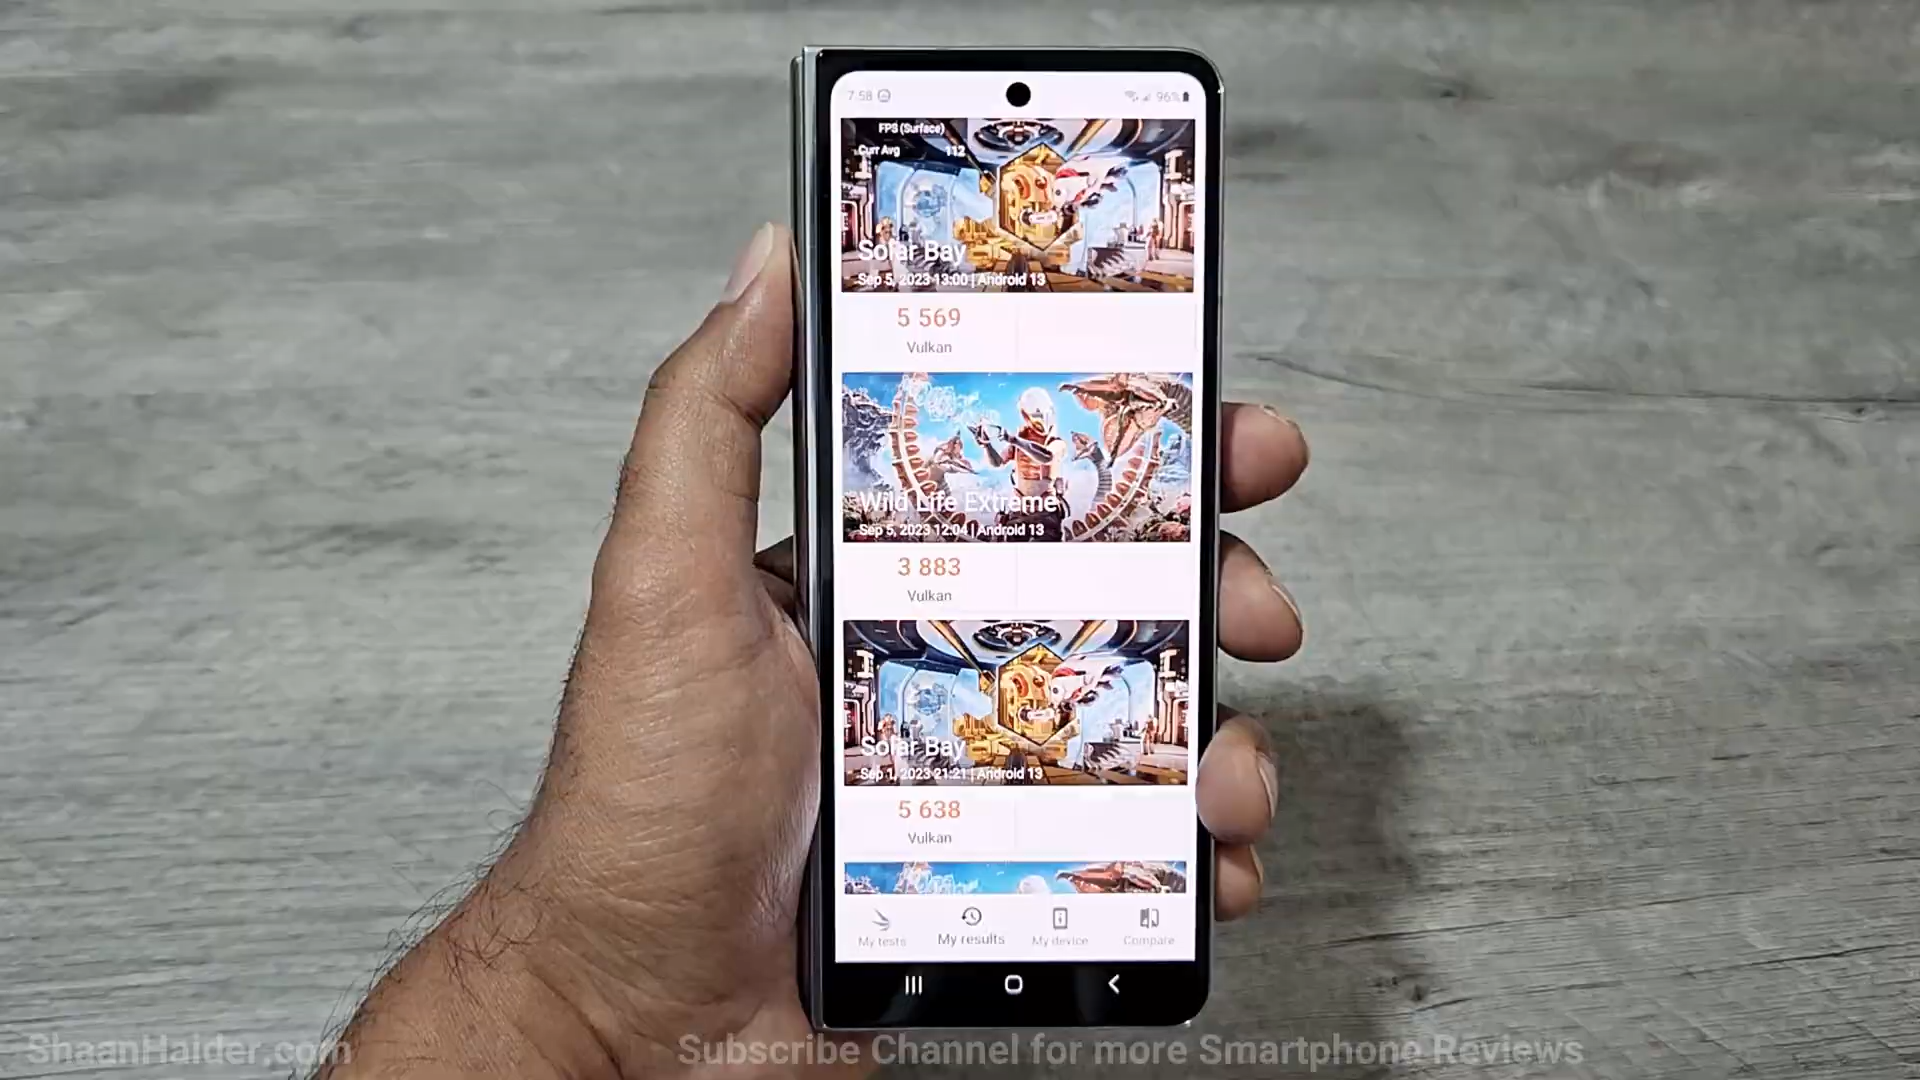 7:58
96%
FPS (Surface)
Curr Avg 112
Solar Bay
Sep 5, 2023 13:00 | Android 13
5 569
Vulkan
Wild Life Extreme
Sep 5, 2023 12:04 | Android 13
3 883
Vulkan
Solar Bay
Sep 1, 2023 21:21 | Android 13
5 638
Vulkan
My tests
My results
My device
Compare
ShaanHaider.com
Subscribe Channel for more Smartphone Reviews